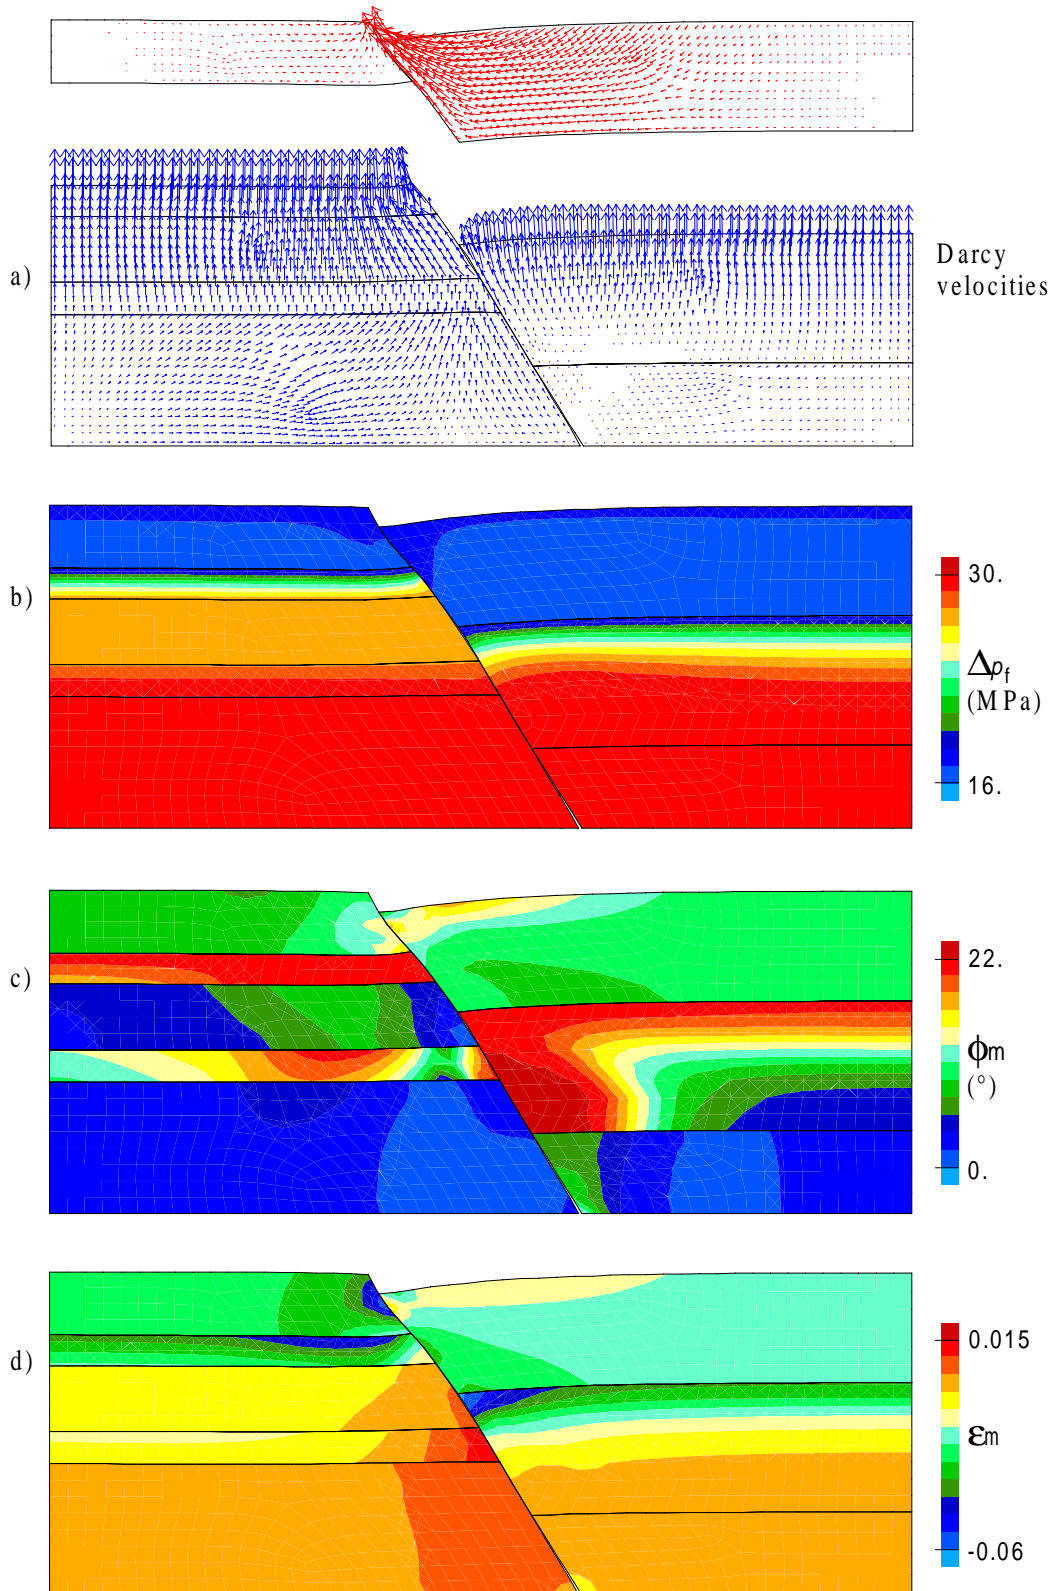 a)
Darcy
velocities
b)
30.
Δpf
(MPa)
16.
c)
22.
ϕm
(°)
0.
d)
0.015
εm
-0.06